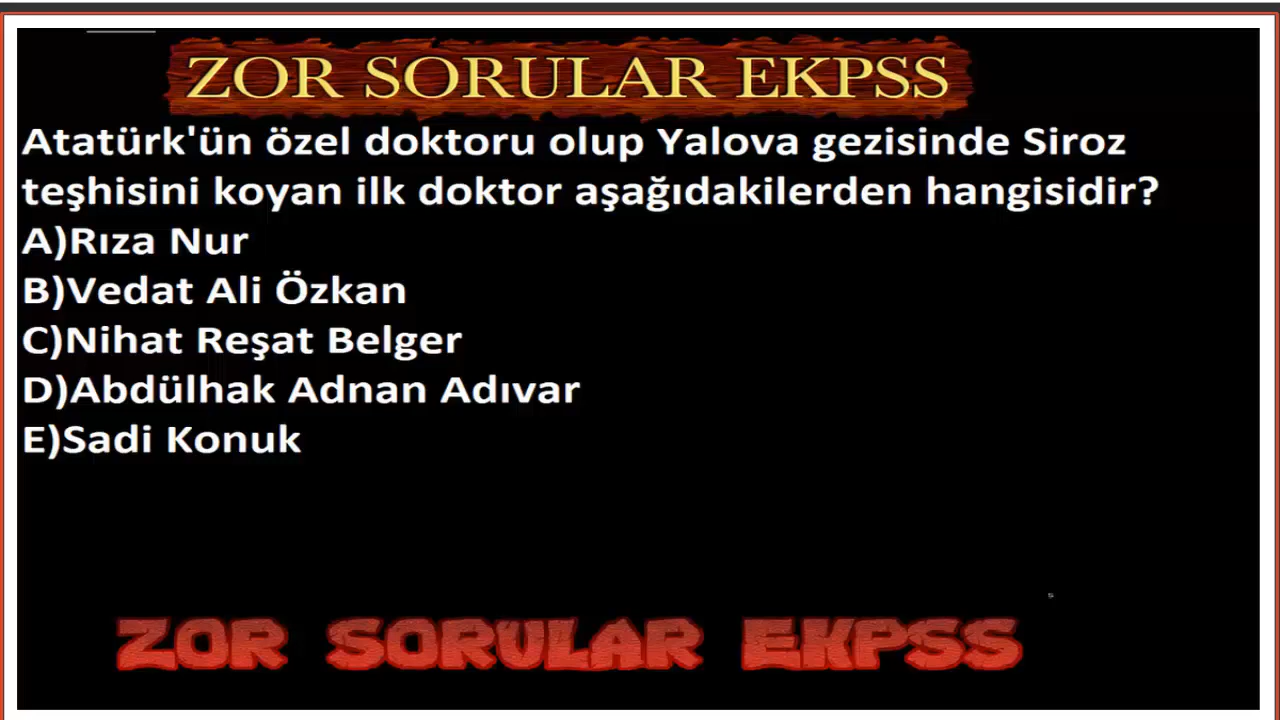 ZOR SORULAR EKPSS
Atatürk'ün özel doktoru olup Yalova gezisinde Siroz
teşhisini koyan ilk doktor aşağıdakilerden hangisidir?
A)Rıza Nur
B)Vedat Ali Özkan
C)Nihat Reşat Belger
D)Abdülhak Adnan Adıvar
E)Sadi Konuk
s
ZOR SORULAR EKPSS